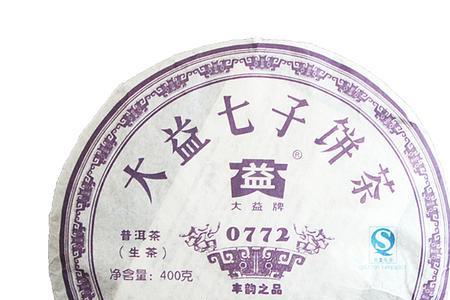 大益七子饼茶
益®
大益牌
0772
普洱茶
(生茶)
净含量:400克
丰韵之品